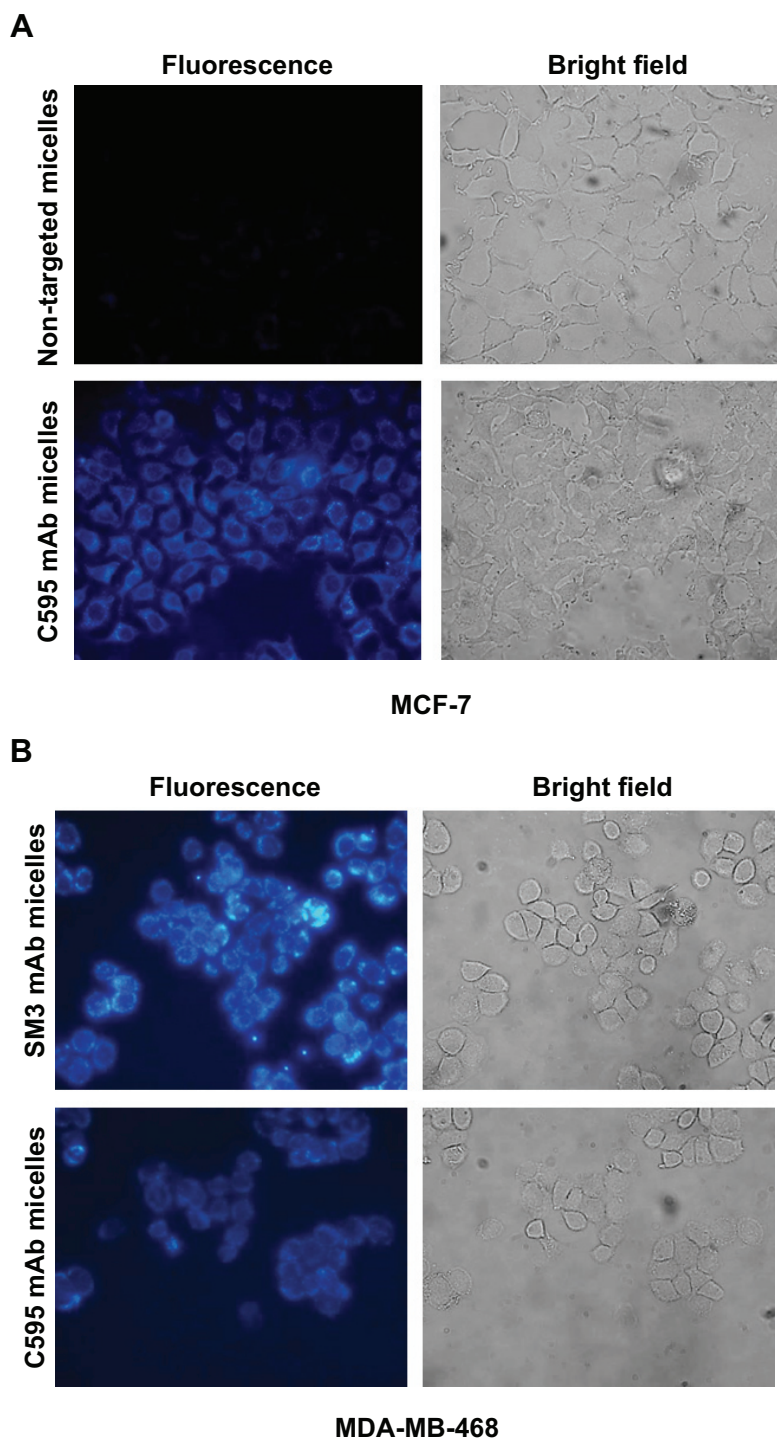 A
Fluorescence
Bright field
Non-targeted micelles
C595 mAb micelles
MCF-7
B
Fluorescence
Bright field
SM3 mAb micelles
C595 mAb micelles
MDA-MB-468